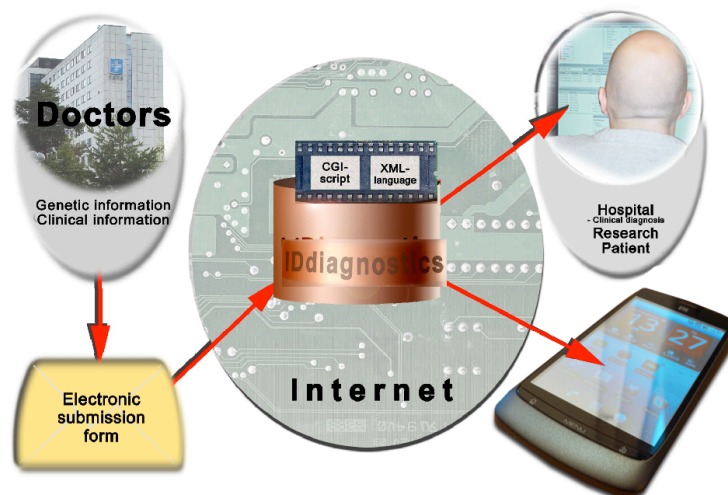 Doctors
Genetic information
Clinical information
Electronic
submission
form
CGI-
script
XML-
language
IDdiagnostics
Internet
Hospital
- Clinical diagnosis
Research
Patient
13 27
MENU